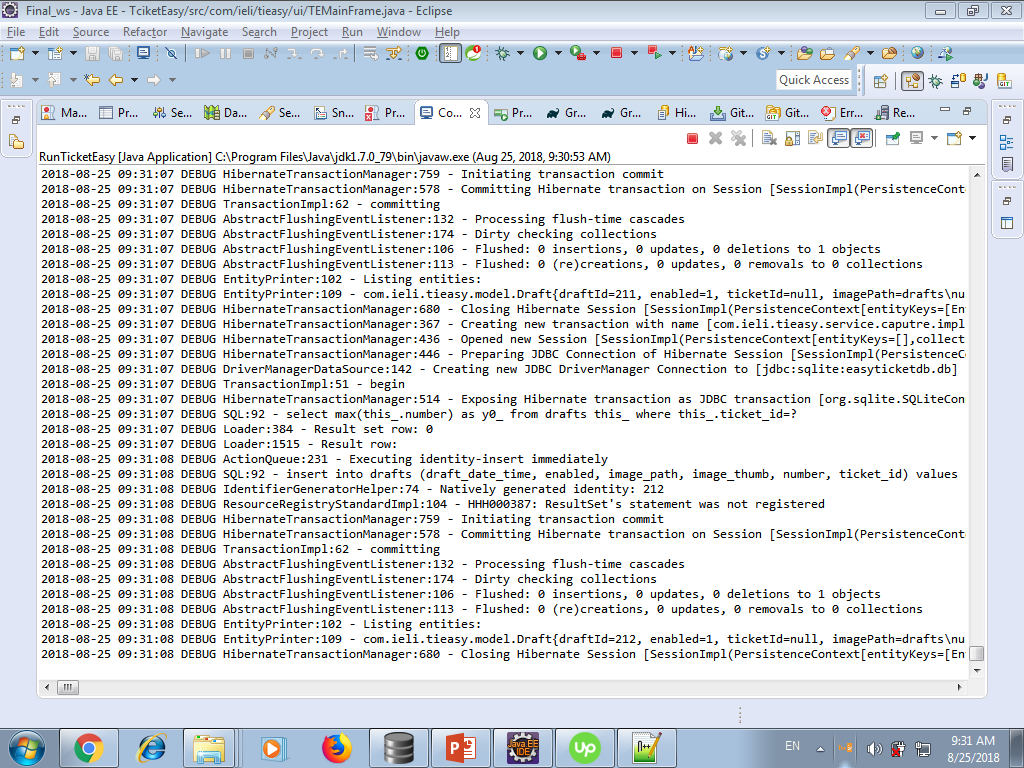 Final_ws - Java EE - TciketEasy/src/com/ieli/tieasy/ui/TEMainFrame.java - Eclipse
File Edit Source Refactor Navigate Search Project Run Window Help
Quick Access
Ma... Pr... Se... Da... Se... Sn... Pr... Co... Pr... Gr... Gr... Hi... Git... Git... Err... Re...
RunTicketEasy [Java Application] C:\Program Files\Java\jdk1.7.0_79\bin\javaw.exe (Aug 25, 2018, 9:30:53 AM)
2018-08-25 09:31:07 DEBUG HibernateTransactionManager:759 - Initiating transaction commit
2018-08-25 09:31:07 DEBUG HibernateTransactionManager:578 - Committing Hibernate transaction on Session [SessionImpl(PersistenceCont
2018-08-25 09:31:07 DEBUG TransactionImpl:62 - committing
2018-08-25 09:31:07 DEBUG AbstractFlushingEventListener:132 - Processing flush-time cascades
2018-08-25 09:31:07 DEBUG AbstractFlushingEventListener:174 - Dirty checking collections
2018-08-25 09:31:07 DEBUG AbstractFlushingEventListener:106 - Flushed: 0 insertions, 0 updates, 0 deletions to 1 objects
2018-08-25 09:31:07 DEBUG AbstractFlushingEventListener:113 - Flushed: 0 (re)creations, 0 updates, 0 removals to 0 collections
2018-08-25 09:31:07 DEBUG EntityPrinter:102 - Listing entities:
2018-08-25 09:31:07 DEBUG EntityPrinter:109 - com.ieli.tieasy.model.Draft{draftId=211, enabled=1, ticketId=null, imagePath=drafts\nu
2018-08-25 09:31:07 DEBUG HibernateTransactionManager:680 - Closing Hibernate Session [SessionImpl(PersistenceContext[entityKeys=[En
2018-08-25 09:31:07 DEBUG HibernateTransactionManager:367 - Creating new transaction with name [com.ieli.tieasy.service.caputre.impl
2018-08-25 09:31:07 DEBUG HibernateTransactionManager:436 - Opened new Session [SessionImpl(PersistenceContext[entityKeys=[],collect
2018-08-25 09:31:07 DEBUG HibernateTransactionManager:446 - Preparing JDBC Connection of Hibernate Session [SessionImpl(PersistenceC
2018-08-25 09:31:07 DEBUG DriverManagerDataSource:142 - Creating new JDBC DriverManager Connection to [jdbc:sqlite:easyticketdb.db]
2018-08-25 09:31:07 DEBUG TransactionImpl:51 - begin
2018-08-25 09:31:07 DEBUG HibernateTransactionManager:514 - Exposing Hibernate transaction as JDBC transaction [org.sqlite.SQLiteCon
2018-08-25 09:31:07 DEBUG SQL:92 - select max(this_.number) as y0_ from drafts this_ where this_.ticket_id=?
2018-08-25 09:31:07 DEBUG Loader:384 - Result set row: 0
2018-08-25 09:31:07 DEBUG Loader:1515 - Result row:
2018-08-25 09:31:08 DEBUG ActionQueue:231 - Executing identity-insert immediately
2018-08-25 09:31:08 DEBUG SQL:92 - insert into drafts (draft_date_time, enabled, image_path, image_thumb, number, ticket_id) values
2018-08-25 09:31:08 DEBUG IdentifierGeneratorHelper:74 - Natively generated identity: 212
2018-08-25 09:31:08 DEBUG ResourceRegistryStandardImpl:104 - HHH000387: ResultSet's statement was not registered
2018-08-25 09:31:08 DEBUG HibernateTransactionManager:759 - Initiating transaction commit
2018-08-25 09:31:08 DEBUG HibernateTransactionManager:578 - Committing Hibernate transaction on Session [SessionImpl(PersistenceCont
2018-08-25 09:31:08 DEBUG TransactionImpl:62 - committing
2018-08-25 09:31:08 DEBUG AbstractFlushingEventListener:132 - Processing flush-time cascades
2018-08-25 09:31:08 DEBUG AbstractFlushingEventListener:174 - Dirty checking collections
2018-08-25 09:31:08 DEBUG AbstractFlushingEventListener:106 - Flushed: 0 insertions, 0 updates, 0 deletions to 1 objects
2018-08-25 09:31:08 DEBUG AbstractFlushingEventListener:113 - Flushed: 0 (re)creations, 0 updates, 0 removals to 0 collections
2018-08-25 09:31:08 DEBUG EntityPrinter:102 - Listing entities:
2018-08-25 09:31:08 DEBUG EntityPrinter:109 - com.ieli.tieasy.model.Draft{draftId=212, enabled=1, ticketId=null, imagePath=drafts\nu
2018-08-25 09:31:08 DEBUG HibernateTransactionManager:680 - Closing Hibernate Session [SessionImpl(PersistenceContext[entityKeys=[En
Java EE IDE
up
EN
9:31 AM
8/25/2018